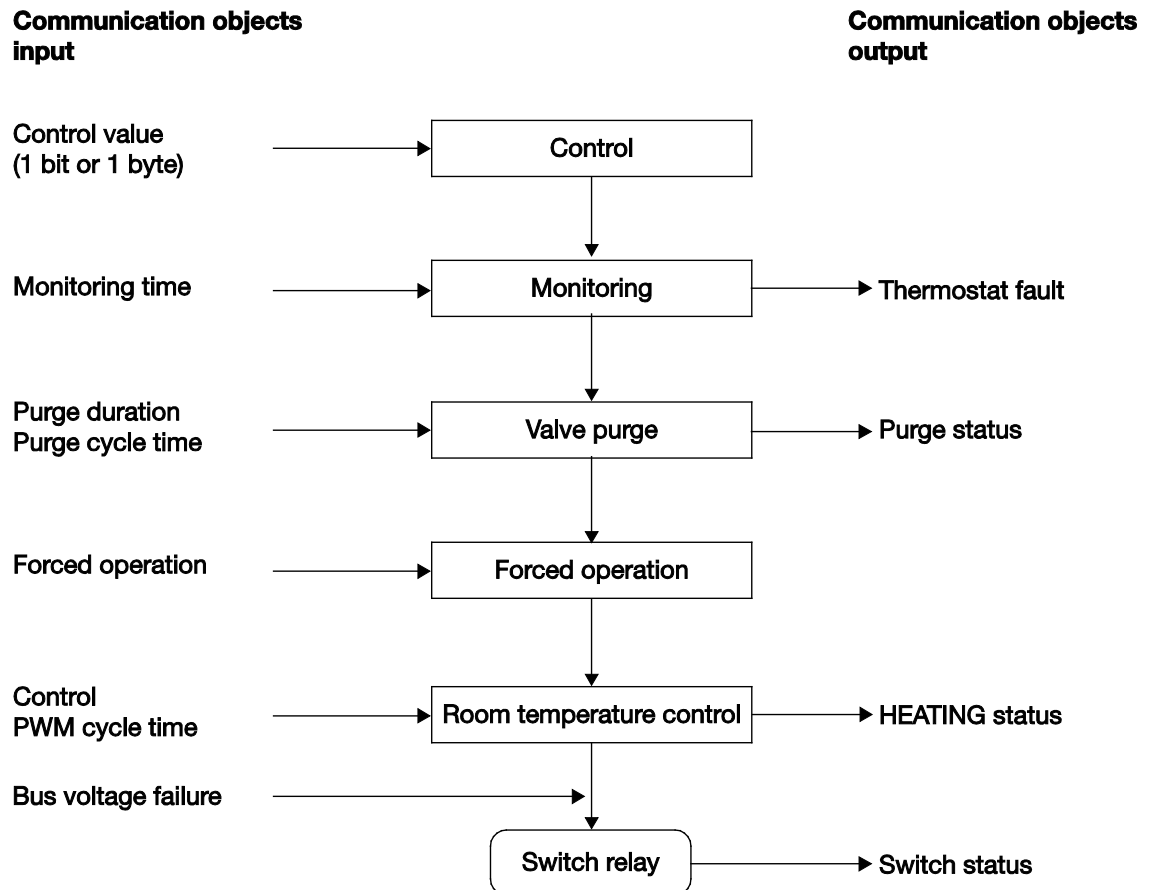 Communication objects
input
Communication objects
output
Control value
(1 bit or 1 byte)
Control
Monitoring time
Monitoring
Thermostat fault
Purge duration
Purge cycle time
Valve purge
Purge status
Forced operation
Forced operation
Control
PWM cycle time
Room temperature control
HEATING status
Bus voltage failure
Switch relay
Switch status